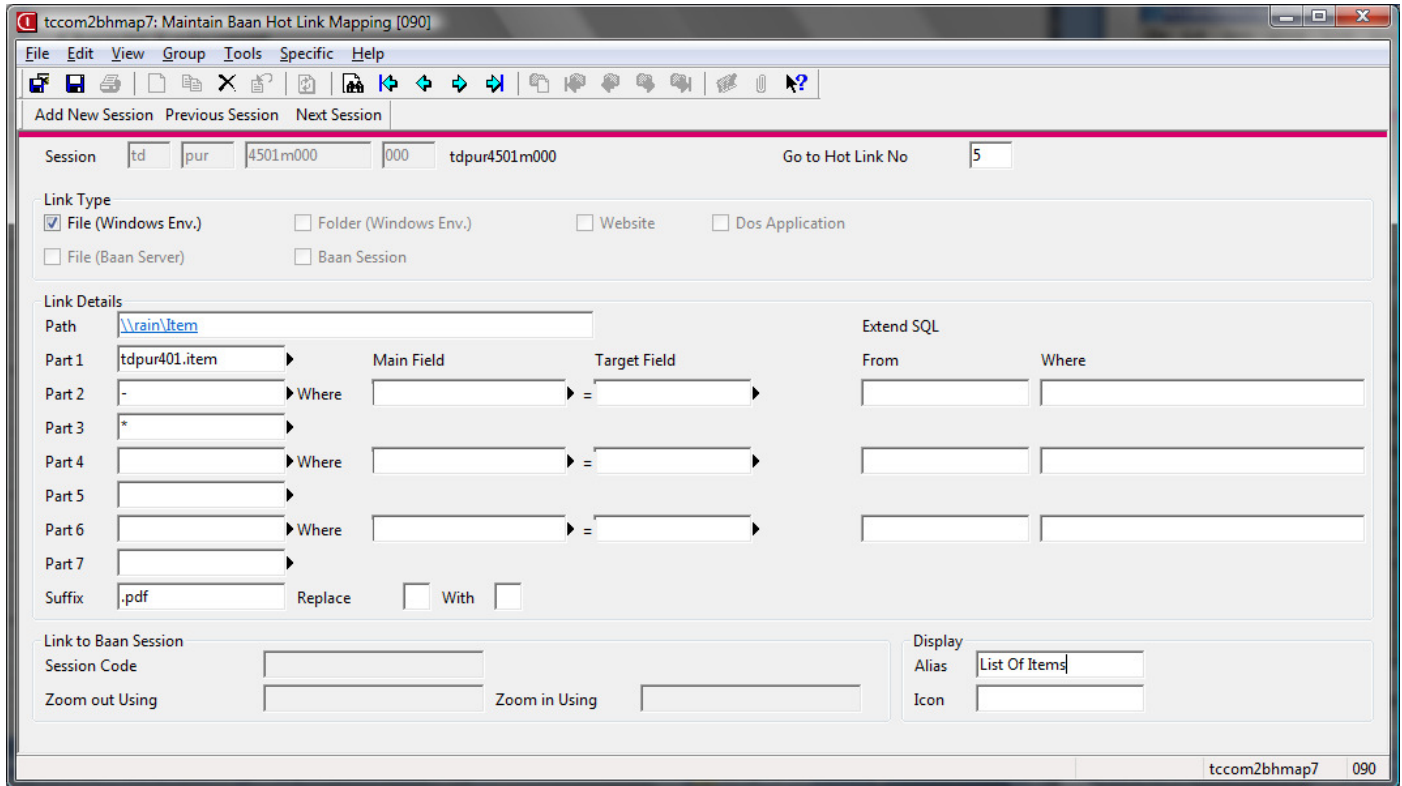 tccom2bhmap7: Maintain Baan Hot Link Mapping [090]
File Edit View Group Tools Specific Help
Add New Session Previous Session Next Session
Session td pur 4501m000 000 tdpur4501m000 Go to Hot Link No 5
Link Type
File (Windows Env.) Folder (Windows Env.) Website Dos Application
File (Baan Server) Baan Session
Link Details
Path \\rain\Item Extend SQL
Part 1 tdpur401.item Main Field Target Field From Where
Part 2 - Where =
Part 3 *
Part 4 Where =
Part 5
Part 6 Where =
Part 7
Suffix .pdf Replace With
Link to Baan Session Display
Session Code Alias List Of Items
Zoom out Using Zoom in Using Icon
tccom2bhmap7 090